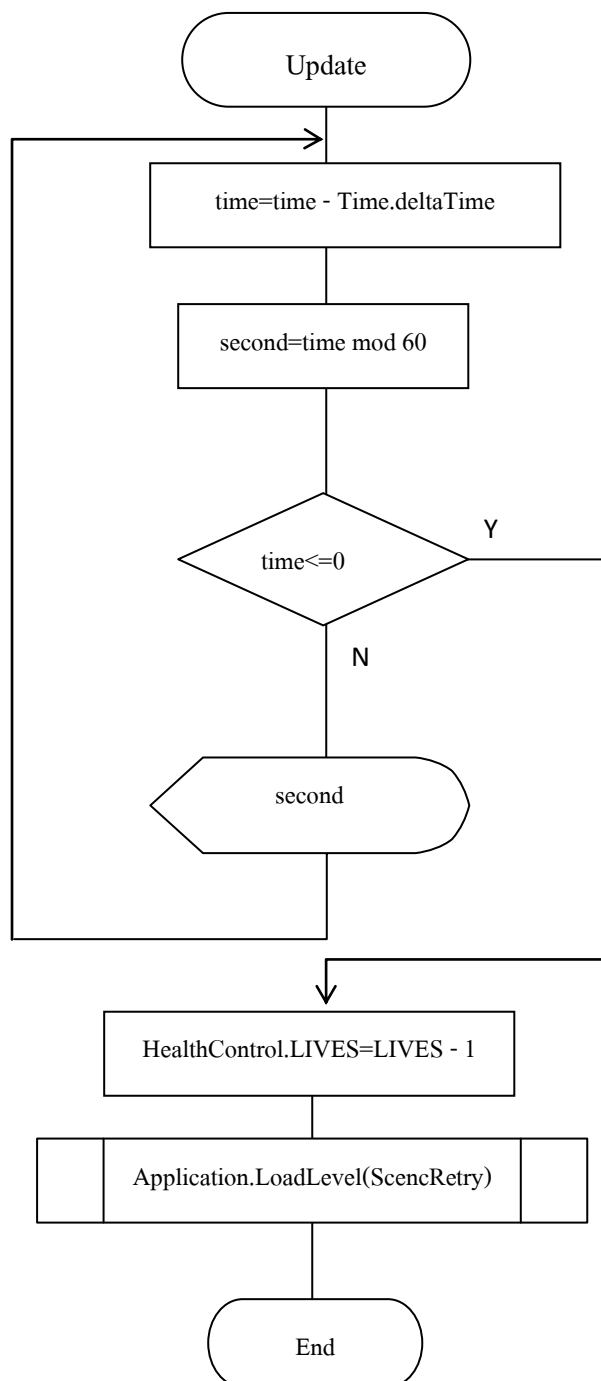 Update
time=time - Time.deltaTime
second=time mod 60
time<=0
Y
N
second
HealthControl.LIVES=LIVES - 1
Application.LoadLevel(ScencRetry)
End